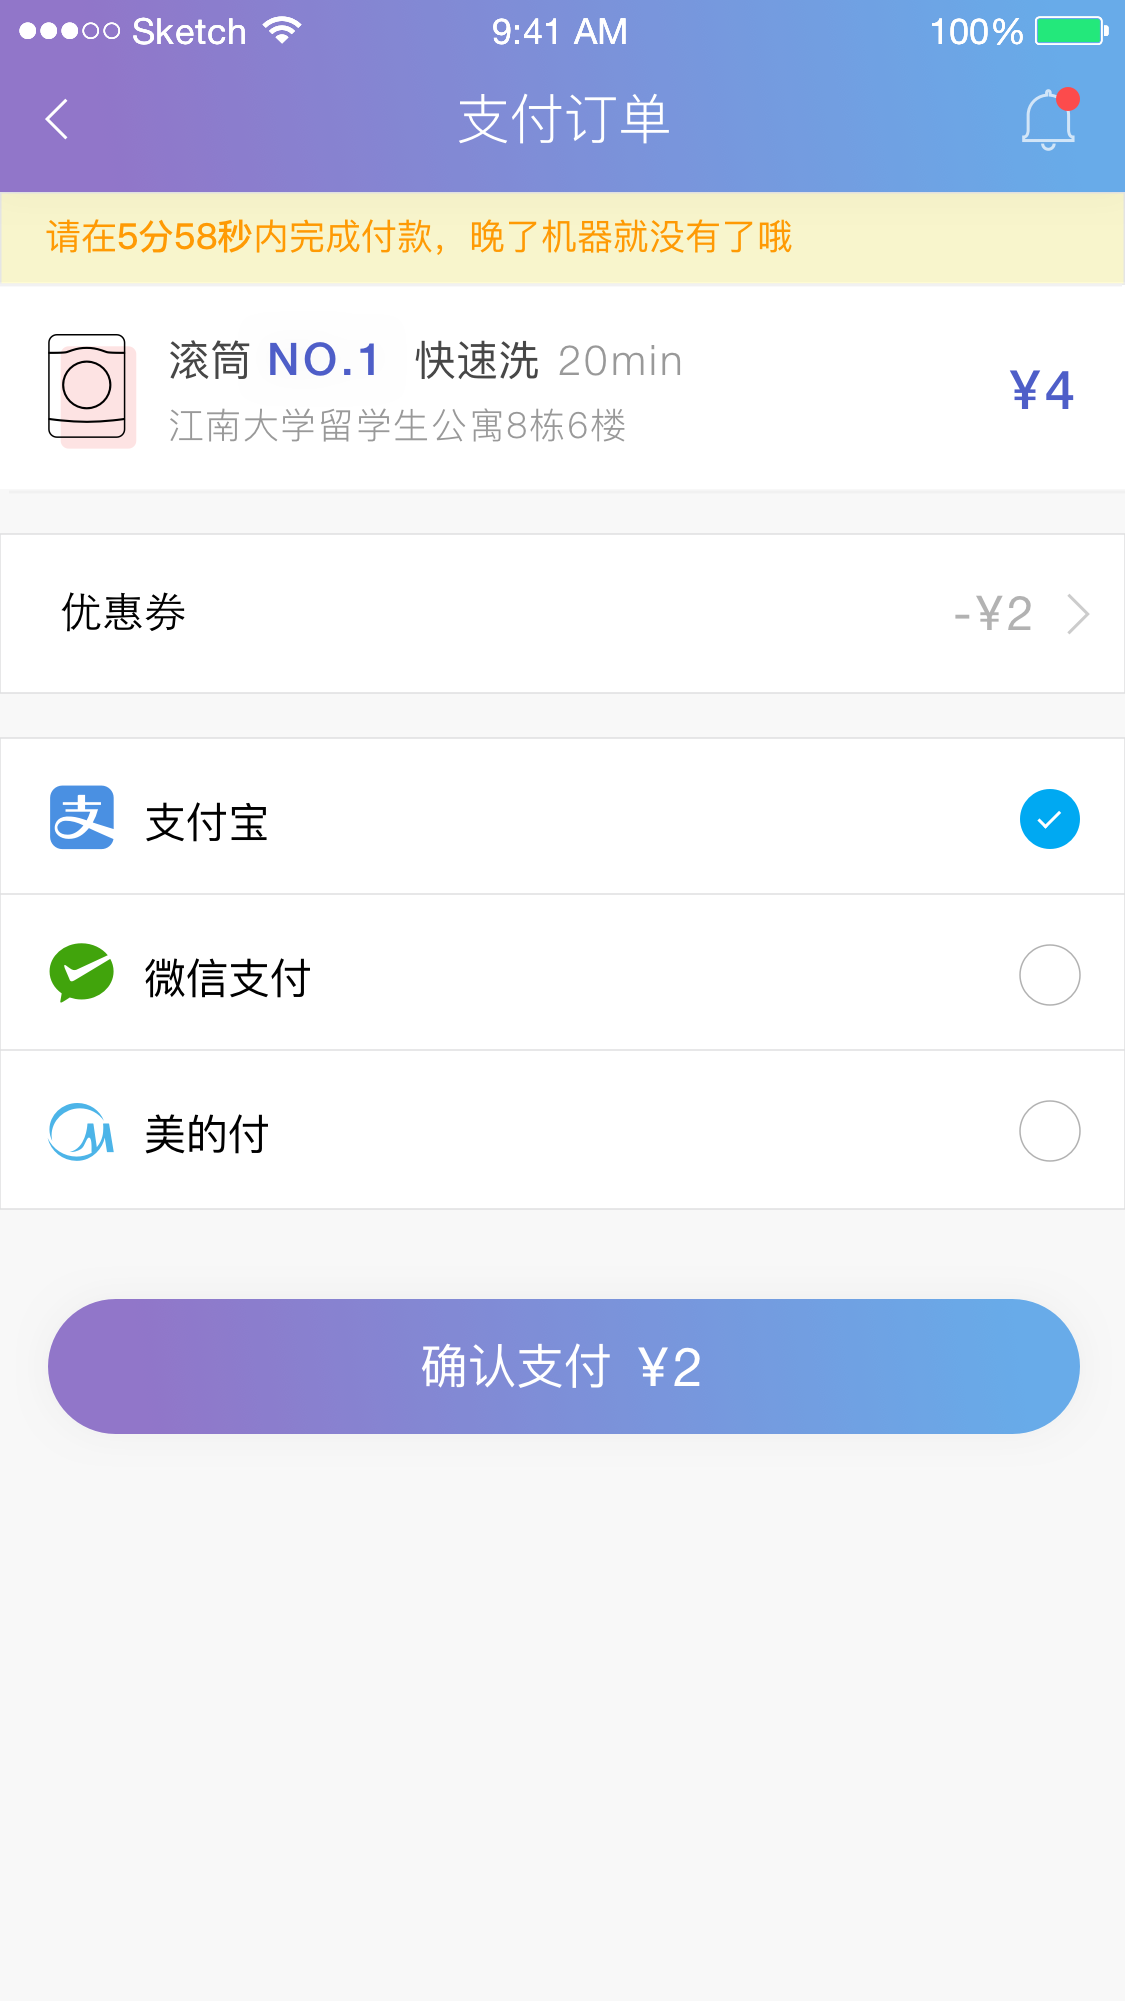 Sketch 9:41 AM 100%
支付订单
请在5分58秒内完成付款，晚了机器就没有了哦
滚筒 NO.1 快速洗 20min
¥4
江南大学留学生公寓8栋6楼
优惠券 -¥2
支付宝
微信支付
美的付
确认支付 ¥2